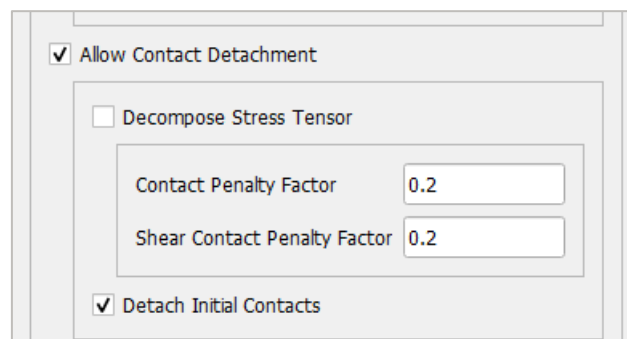 Allow Contact Detachment
Decompose Stress Tensor
Contact Penalty Factor 0.2
Shear Contact Penalty Factor 0.2
Detach Initial Contacts